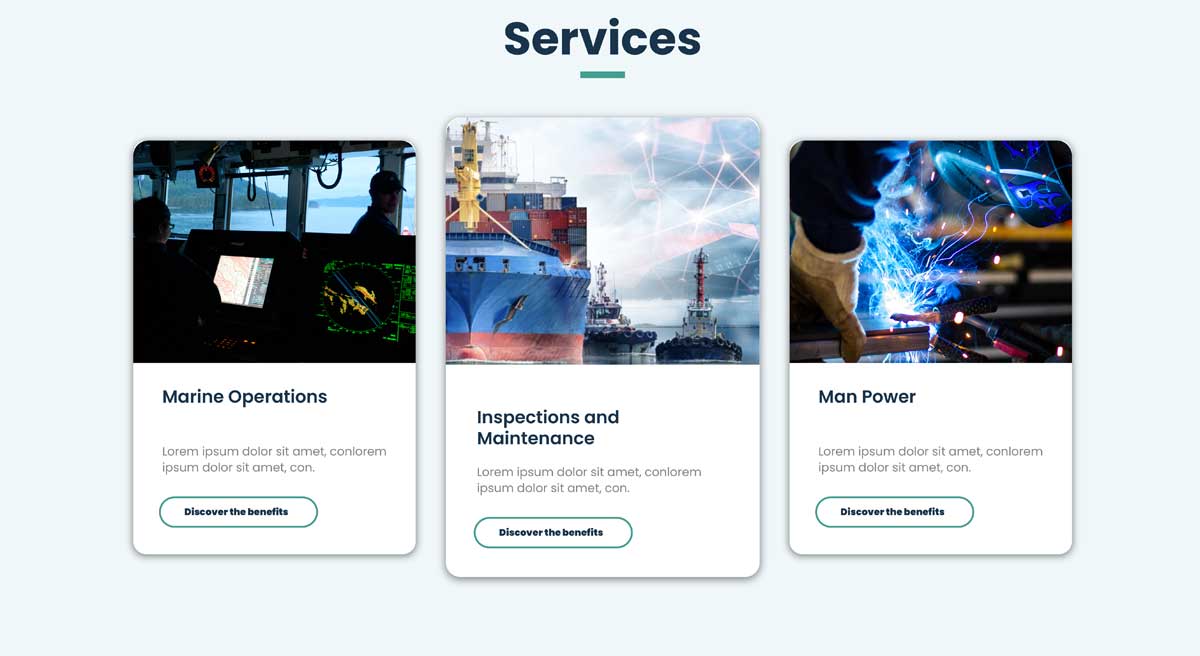 Services
Marine Operations
Lorem ipsum dolor sit amet, conlorem
ipsum dolor sit amet, con.
Discover the benefits
Inspections and
Maintenance
Lorem ipsum dolor sit amet, conlorem
ipsum dolor sit amet, con.
Discover the benefits
Man Power
Lorem ipsum dolor sit amet, conlorem
ipsum dolor sit amet, con.
Discover the benefits